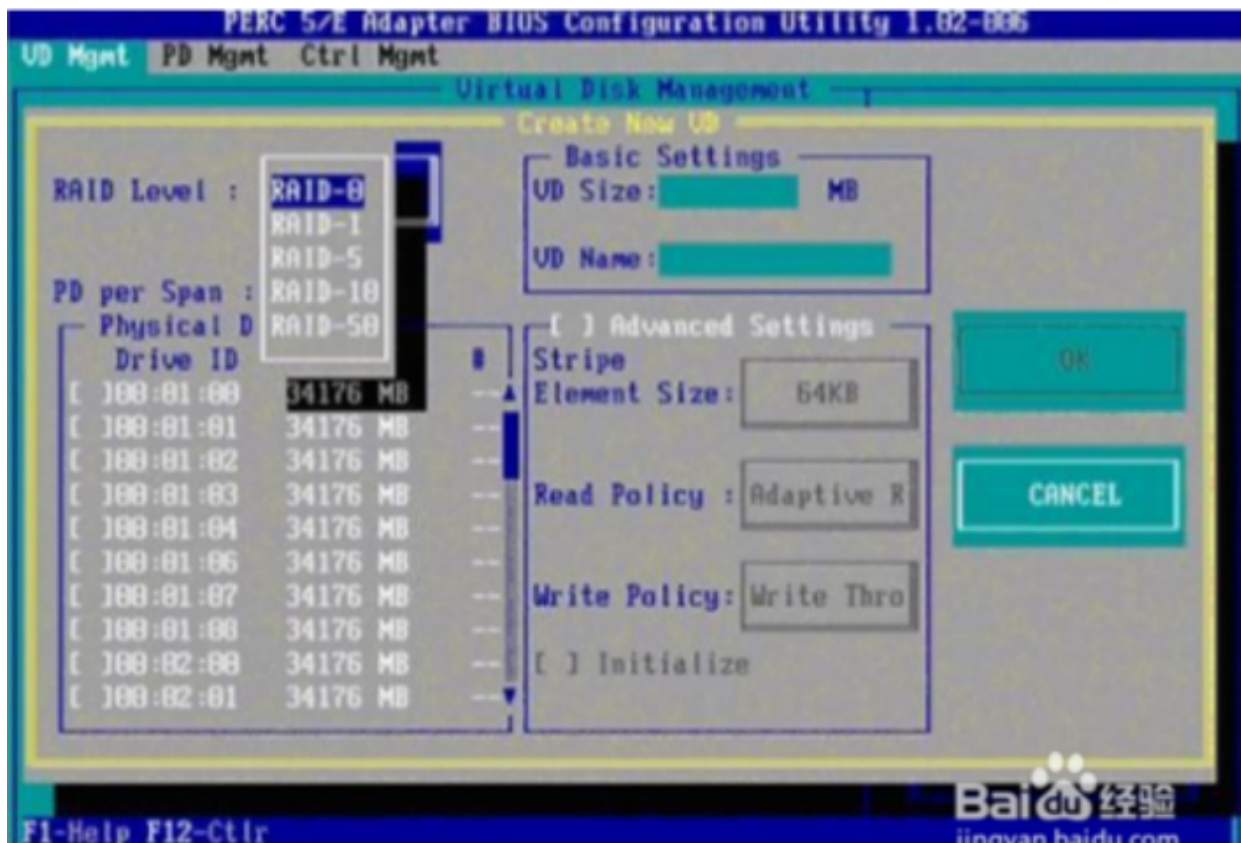 PERC 5/E Adapter BIOS Configuration Utility 1.02-006
VD Mgmt PD Mgmt Ctrl Mgmt
Virtual Disk Management
Create New VD
RAID Level :
RAID-0
RAID-1
RAID-5
RAID-10
RAID-50
PD per Span :
Physical D
Drive ID #
[ ]00:01:00 34176 MB --
[ ]00:01:01 34176 MB --
[ ]00:01:02 34176 MB --
[ ]00:01:03 34176 MB --
[ ]00:01:04 34176 MB --
[ ]00:01:06 34176 MB --
[ ]00:01:07 34176 MB --
[ ]00:01:08 34176 MB --
[ ]00:02:00 34176 MB --
[ ]00:02:01 34176 MB --
Basic Settings
VD Size: MB
VD Name:
[ ] Advanced Settings
Stripe
Element Size: 64KB
Read Policy : Adaptive R
Write Policy: Write Thro
[ ] Initialize
OK
CANCEL
F1-Help F12-Ctlr
Baidu 经验
jingyan.baidu.com